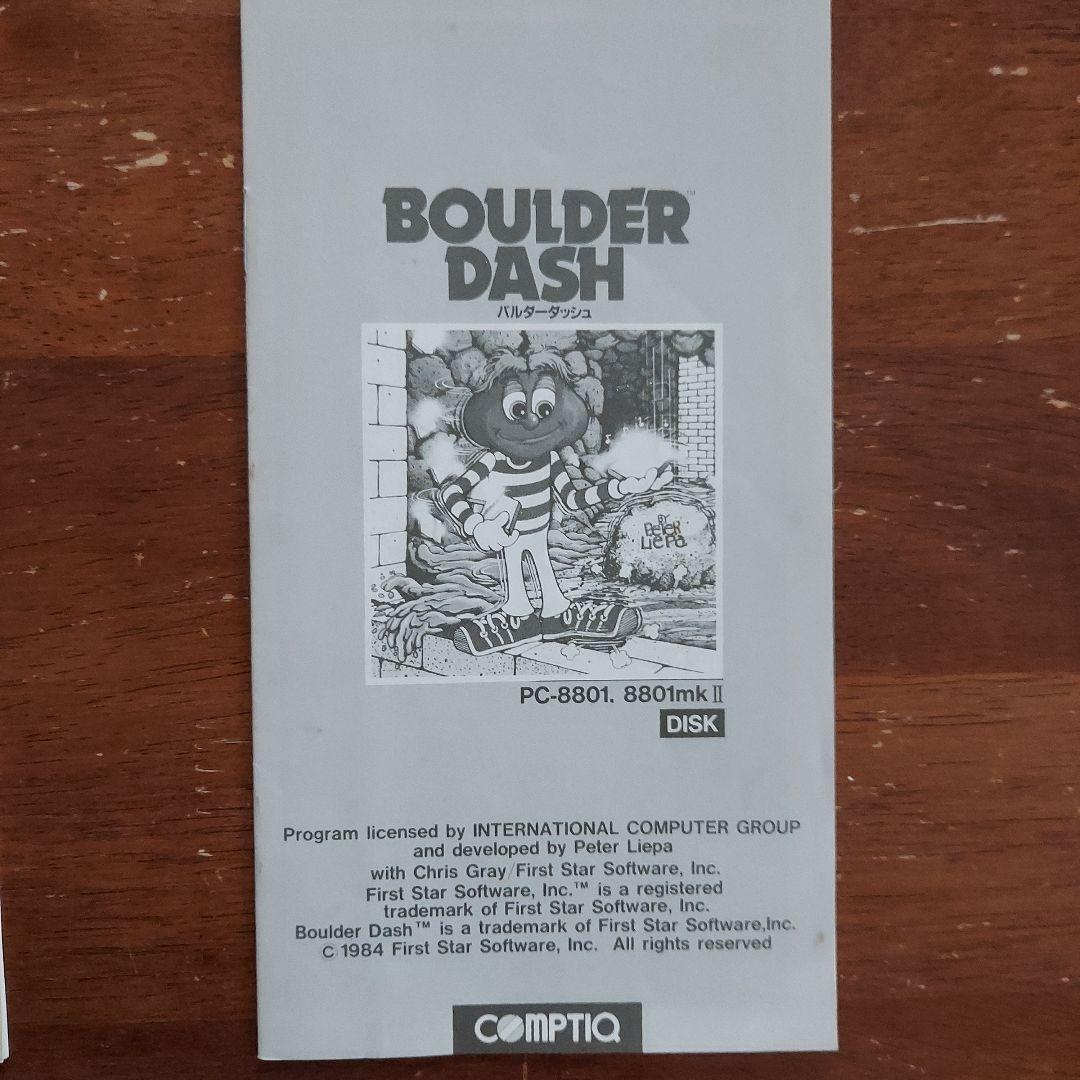 BOULDER™
DASH
バルダーダッシュ
BY
PETER
LIEPA
PC-8801. 8801mkⅡ
DISK
Program licensed by INTERNATIONAL COMPUTER GROUP
and developed by Peter Liepa
with Chris Gray/First Star Software, Inc.
First Star Software, Inc.™ is a registered
trademark of First Star Software, Inc.
Boulder Dash™ is a trademark of First Star Software,Inc.
© 1984 First Star Software, Inc. All rights reserved
COMPTIQ